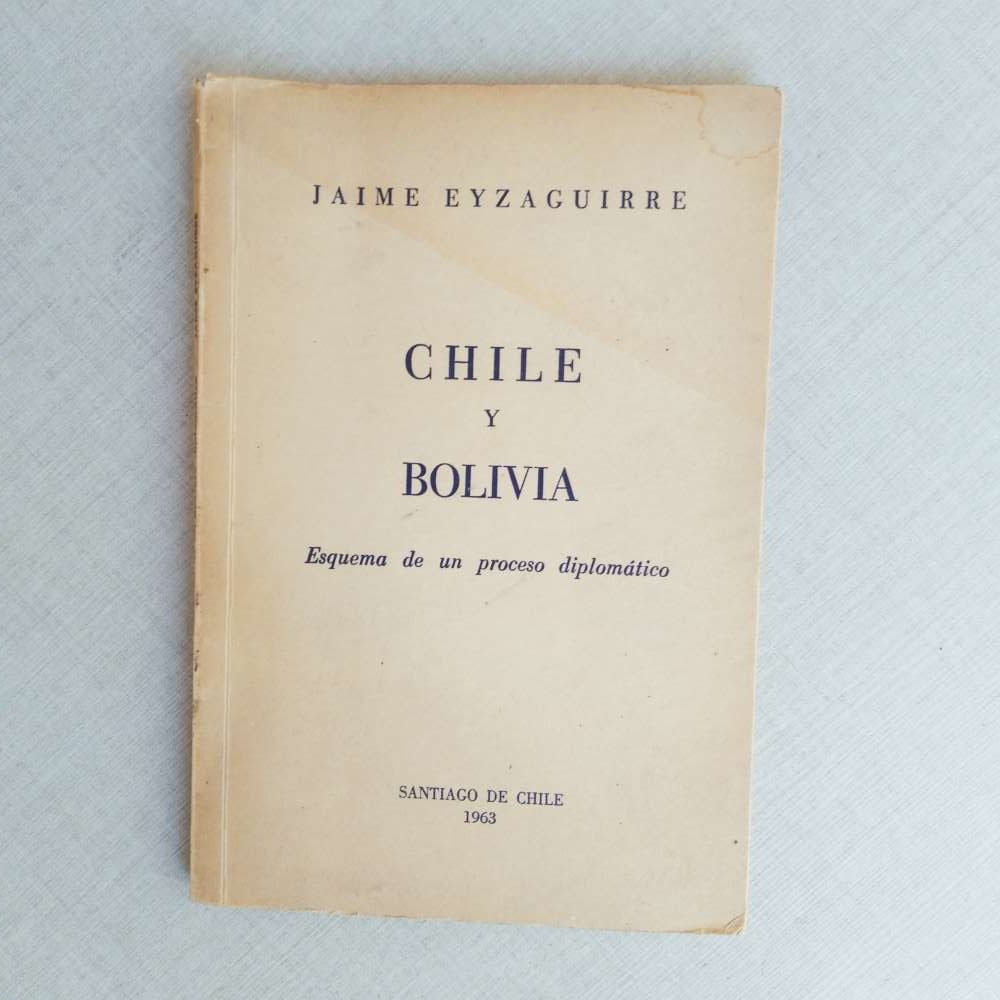 JAIME EYZAGUIRRE
CHILE
Y
BOLIVIA
Esquema de un proceso diplomático
SANTIAGO DE CHILE
1963